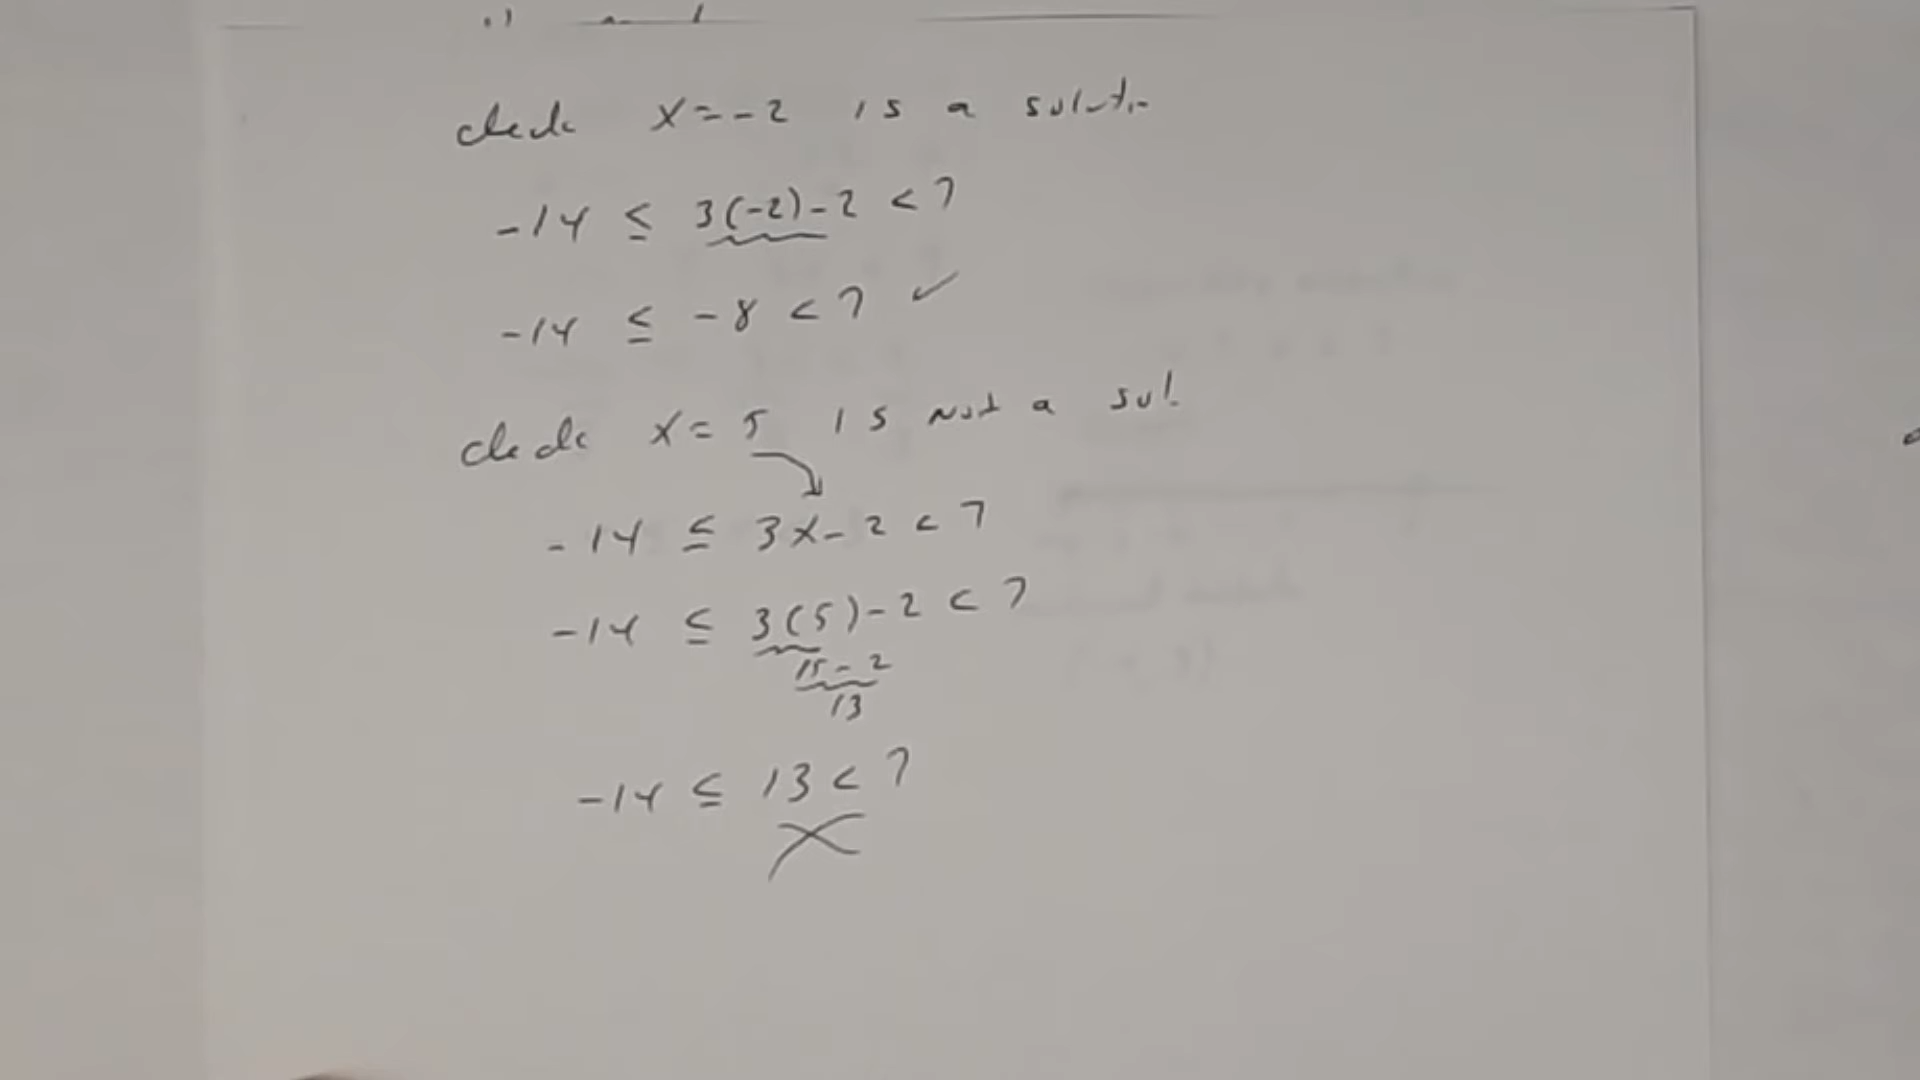 check x=-2 is a solutn
-14 ≤ 3(-2)-2 < 7
-14 ≤ -8 < 7 ✓
check x= 5 is not a sol.
-14 ≤ 3x-2 < 7
-14 ≤ 3(5)-2 < 7
15-2
13
-14 ≤ 13 < 7
X